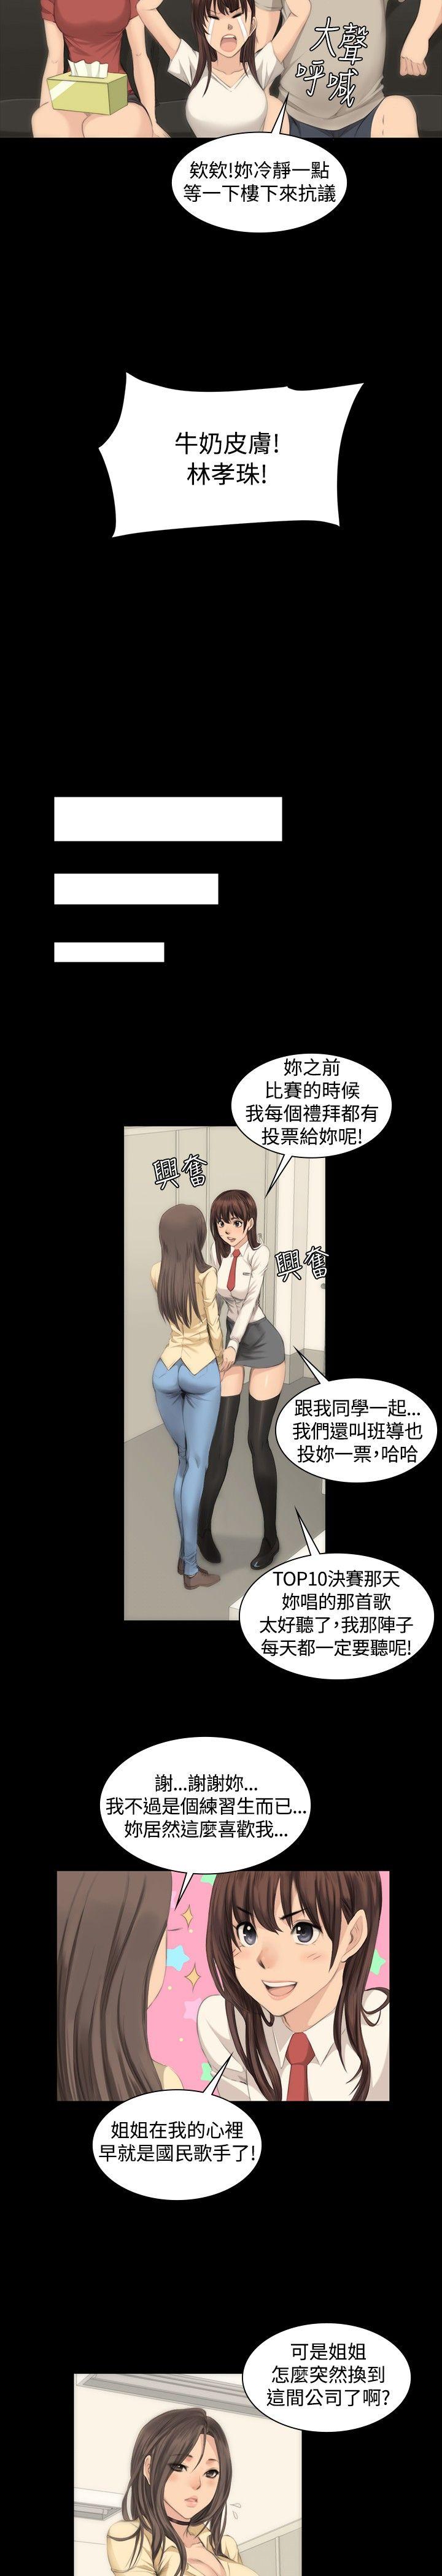 大聲
呼喊
欸欸!妳冷靜一點
等一下樓下來抗議
牛奶皮膚!
林孝珠!
妳之前
比賽的時候
我每個禮拜都有
投票給妳呢!
興奮
興奮
跟我同學一起...
我們還叫班導也
投妳一票,哈哈
TOP10決賽那天
妳唱的那首歌
太好聽了,我那陣子
每天都一定要聽呢!
謝...謝謝妳...
我不過是個練習生而已...
妳居然這麼喜歡我...
姐姐在我的心裡
早就是國民歌手了!
可是姐姐
怎麼突然換到
這間公司了啊?